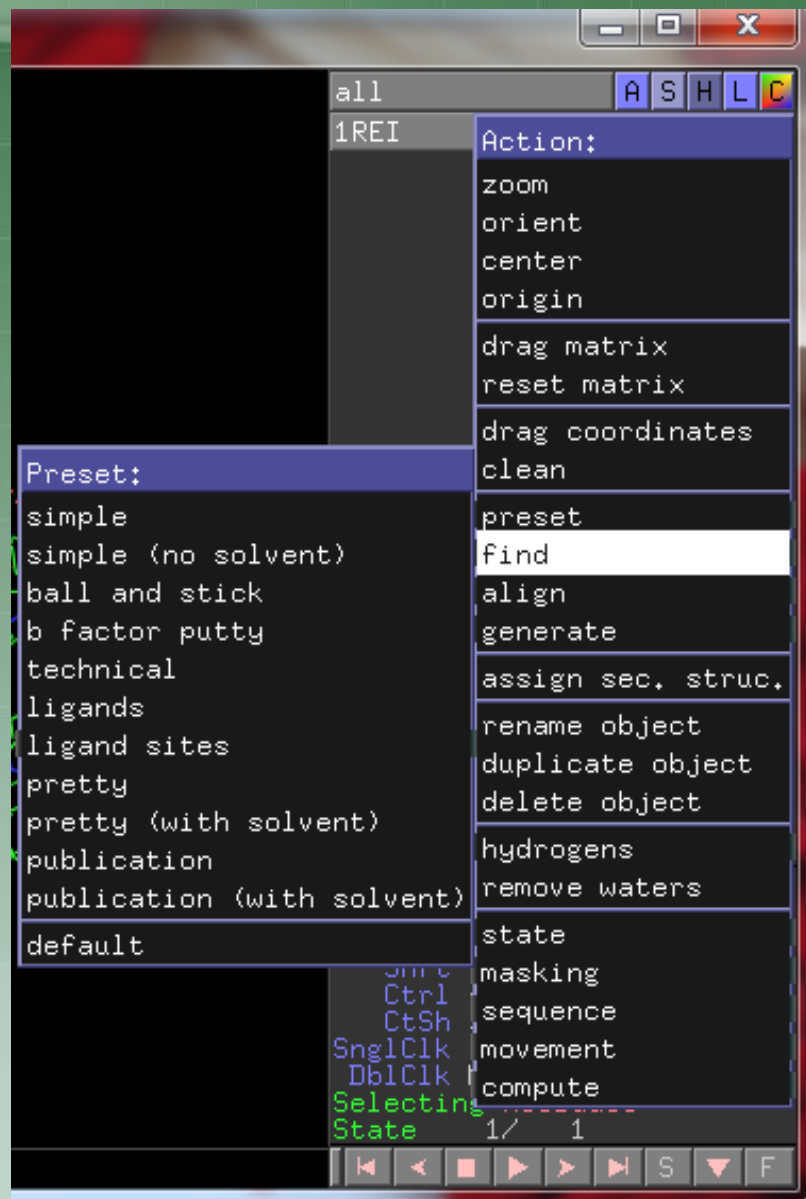 all
A S H L C
1REI
Action:
zoom
orient
center
origin
drag matrix
reset matrix
drag coordinates
clean
preset
find
align
generate
assign sec. struc.
rename object
duplicate object
delete object
hydrogens
remove waters
state
masking
sequence
movement
compute
Preset:
simple
simple (no solvent)
ball and stick
b factor putty
technical
ligands
ligand sites
pretty
pretty (with solvent)
publication
publication (with solvent)
default
Ctrl
CtSh
SnglClk
DblClk
Selecting
State 1/ 1
S F